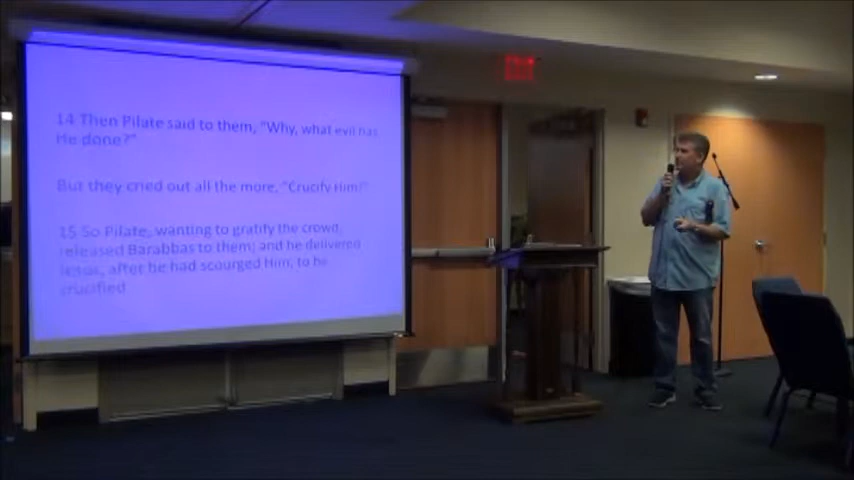 14 Then Pilate said to them, "Why, what evil has
He done?"
But they cried out all the more, "Crucify Him!"
15 So Pilate, wanting to gratify the crowd,
released Barabbas to them; and he delivered
Jesus, after he had scourged Him, to be
crucified
EXIT